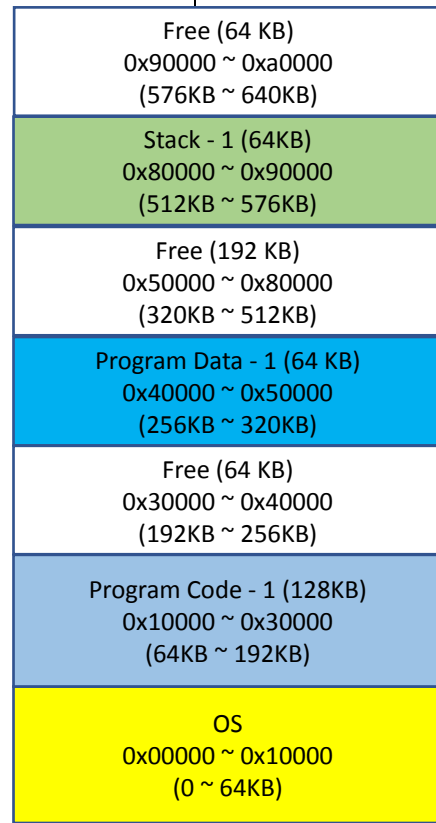 Free (64 KB)
0x90000 ~ 0xa0000
(576KB ~ 640KB)
Stack - 1 (64KB)
0x80000 ~ 0x90000
(512KB ~ 576KB)
Free (192 KB)
0x50000 ~ 0x80000
(320KB ~ 512KB)
Program Data - 1 (64 KB)
0x40000 ~ 0x50000
(256KB ~ 320KB)
Free (64 KB)
0x30000 ~ 0x40000
(192KB ~ 256KB)
Program Code - 1 (128KB)
0x10000 ~ 0x30000
(64KB ~ 192KB)
OS
0x00000 ~ 0x10000
(0 ~ 64KB)